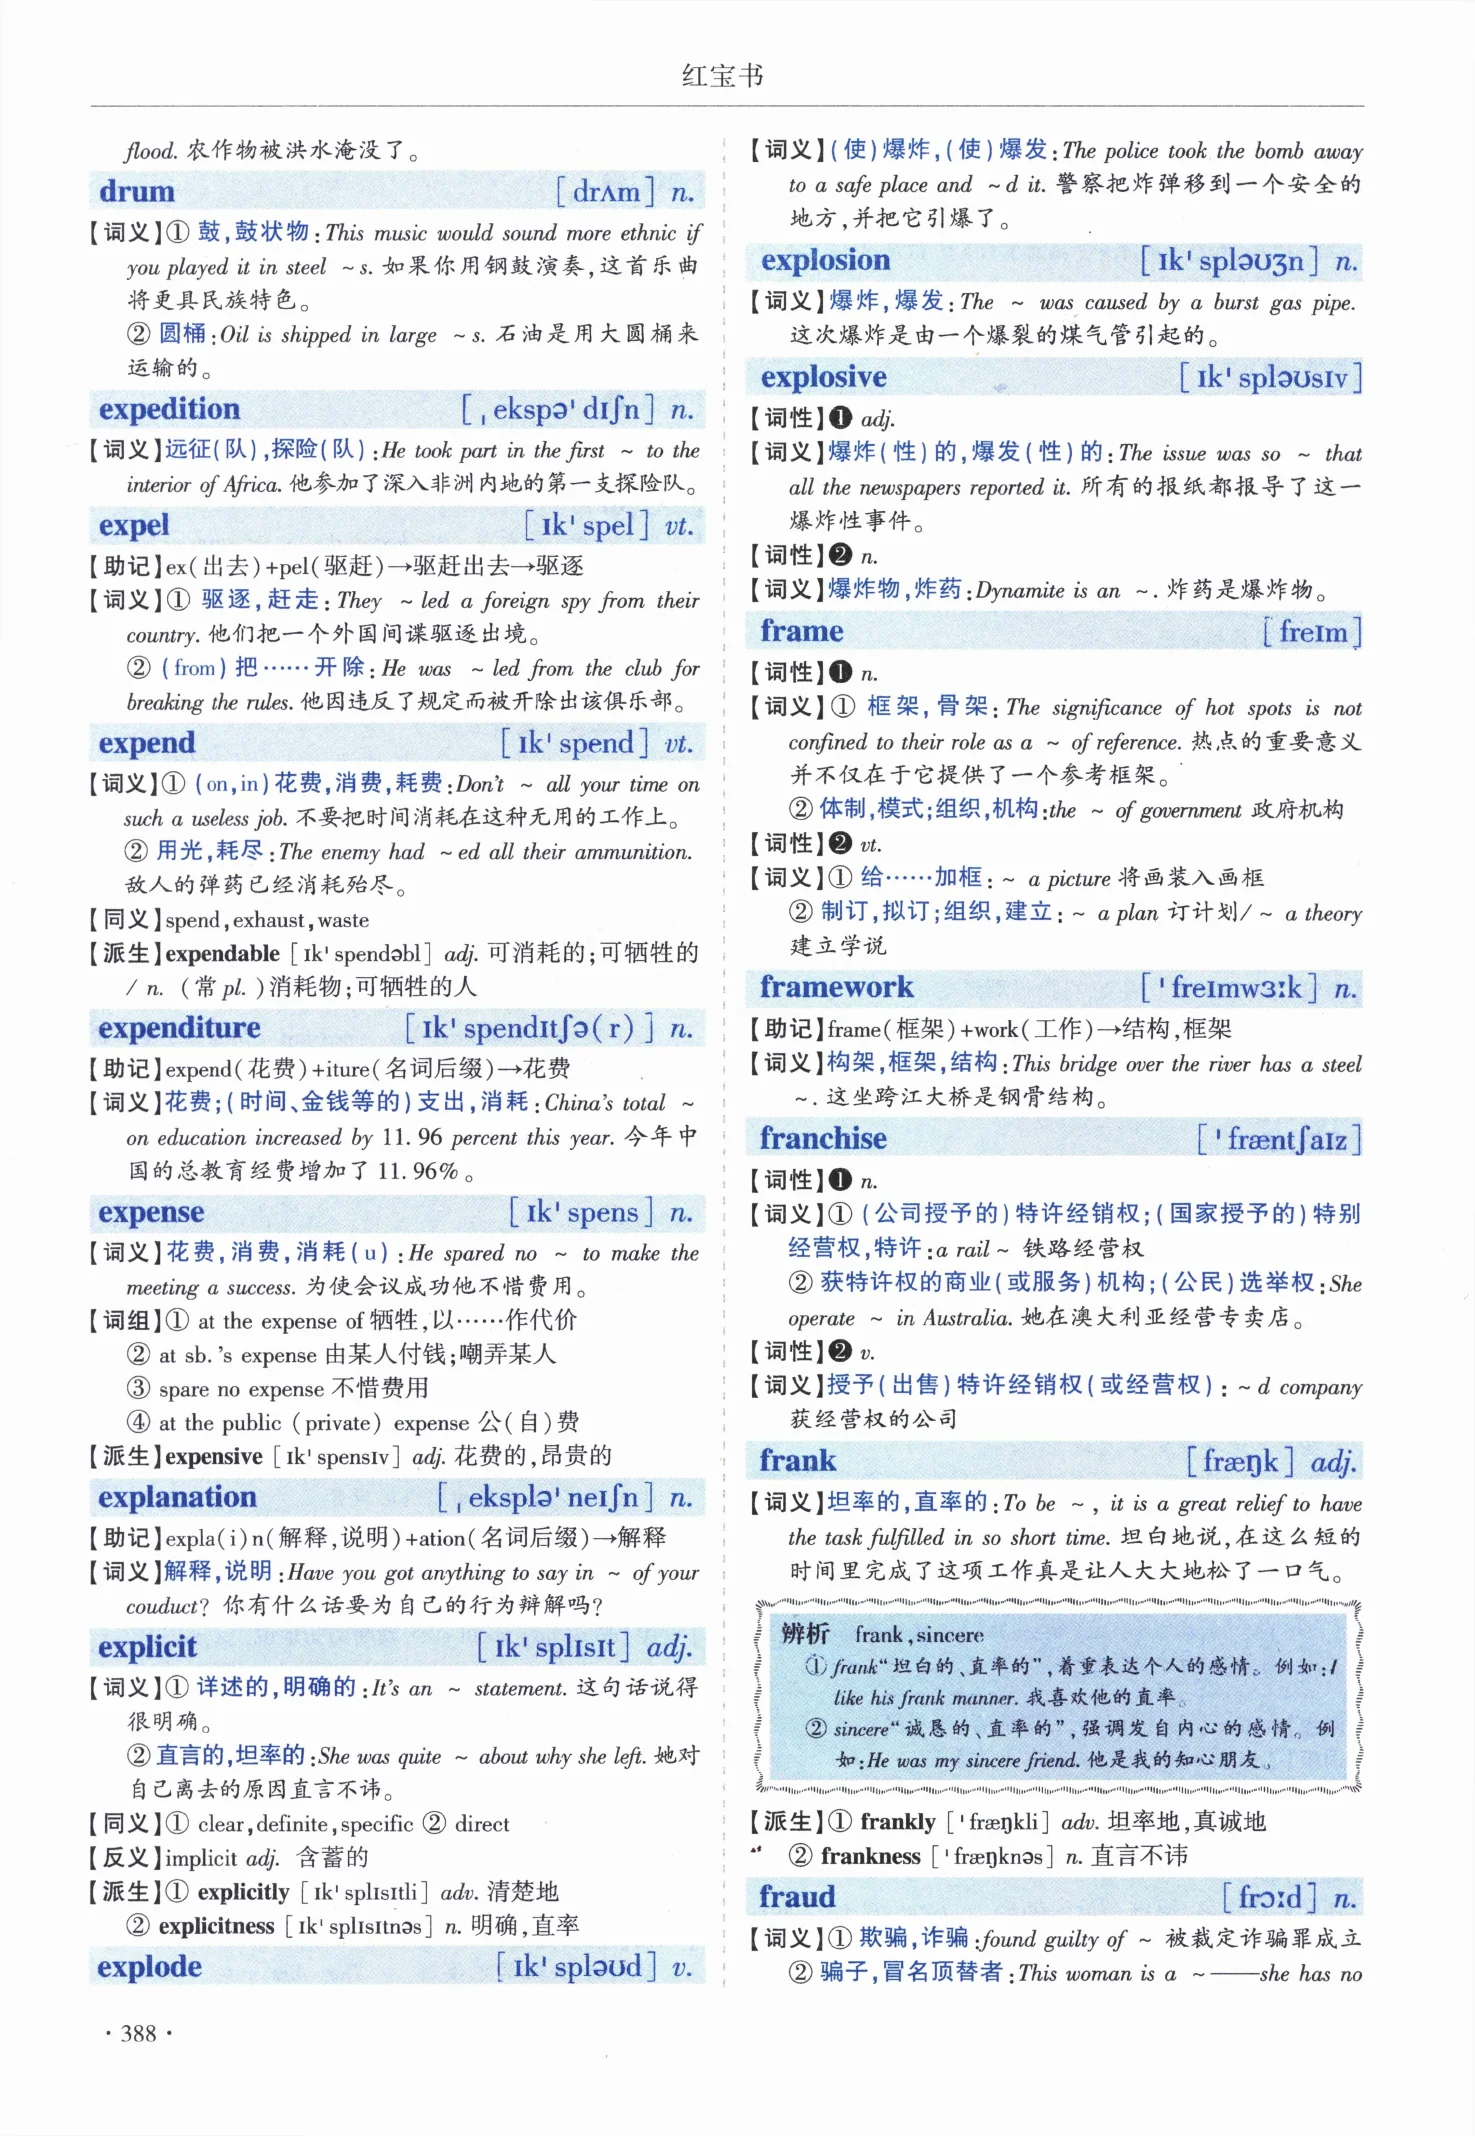 红宝书
flood. 农作物被洪水淹没了。
drum [drʌm] n.
【词义】① 鼓,鼓状物:This music would sound more ethnic if
you played it in steel ~s. 如果你用钢鼓演奏,这首乐曲
将更具民族特色。
② 圆桶:Oil is shipped in large ~s. 石油是用大圆桶来
运输的。
expedition [ˌekspəˈdɪʃn] n.
【词义】远征(队),探险(队):He took part in the first ~ to the
interior of Africa. 他参加了深入非洲内地的第一支探险队。
expel [ɪkˈspel] vt.
【助记】ex(出去)+pel(驱赶)→驱赶出去→驱逐
【词义】① 驱逐,赶走:They ~led a foreign spy from their
country. 他们把一个外国间谍驱逐出境。
② (from)把……开除:He was ~led from the club for
breaking the rules. 他因违反了规定而被开除出该俱乐部。
expend [ɪkˈspend] vt.
【词义】① (on,in)花费,消费,耗费:Don't ~ all your time on
such a useless job. 不要把时间消耗在这种无用的工作上。
② 用光,耗尽:The enemy had ~ed all their ammunition.
敌人的弹药已经消耗殆尽。
【同义】spend,exhaust,waste
【派生】expendable [ɪkˈspendəbl] adj. 可消耗的;可牺牲的
/ n. (常 pl.)消耗物;可牺牲的人
expenditure [ɪkˈspendɪtʃə(r)] n.
【助记】expend(花费)+iture(名词后缀)→花费
【词义】花费;(时间、金钱等的)支出,消耗:China's total ~
on education increased by 11.96 percent this year. 今年中
国的总教育经费增加了 11.96%。
expense [ɪkˈspens] n.
【词义】花费,消费,消耗(u):He spared no ~ to make the
meeting a success. 为使会议成功他不惜费用。
【词组】① at the expense of 牺牲,以……作代价
② at sb.'s expense 由某人付钱;嘲弄某人
③ spare no expense 不惜费用
④ at the public (private) expense 公(自)费
【派生】expensive [ɪkˈspensɪv] adj. 花费的,昂贵的
explanation [ˌekspləˈneɪʃn] n.
【助记】expla(i)n(解释,说明)+ation(名词后缀)→解释
【词义】解释,说明:Have you got anything to say in ~ of your
couduct? 你有什么话要为自己的行为辩解吗?
explicit [ɪkˈsplɪsɪt] adj.
【词义】① 详述的,明确的:It's an ~ statement. 这句话说得
很明确。
② 直言的,坦率的:She was quite ~ about why she left. 她对
自己离去的原因直言不讳。
【同义】① clear,definite,specific ② direct
【反义】implicit adj. 含蓄的
【派生】① explicitly [ɪkˈsplɪsɪtli] adv. 清楚地
② explicitness [ɪkˈsplɪsɪtnəs] n. 明确,直率
explode [ɪkˈspləʊd] v.
【词义】(使)爆炸,(使)爆发:The police took the bomb away
to a safe place and ~d it. 警察把炸弹移到一个安全的
地方,并把它引爆了。
explosion [ɪkˈspləʊʒn] n.
【词义】爆炸,爆发:The ~ was caused by a burst gas pipe.
这次爆炸是由一个爆裂的煤气管引起的。
explosive [ɪkˈspləʊsɪv]
【词性】❶ adj.
【词义】爆炸(性)的,爆发(性)的:The issue was so ~ that
all the newspapers reported it. 所有的报纸都报导了这一
爆炸性事件。
【词性】❷ n.
【词义】爆炸物,炸药:Dynamite is an ~. 炸药是爆炸物。
frame [freɪm]
【词性】❶ n.
【词义】① 框架,骨架:The significance of hot spots is not
confined to their role as a ~ of reference. 热点的重要意义
并不仅在于它提供了一个参考框架。
② 体制,模式;组织,机构:the ~ of government 政府机构
【词性】❷ vt.
【词义】① 给……加框:~ a picture 将画装入画框
② 制订,拟订;组织,建立:~ a plan 订计划/~ a theory
建立学说
framework [ˈfreɪmwɜːk] n.
【助记】frame(框架)+work(工作)→结构,框架
【词义】构架,框架,结构:This bridge over the river has a steel
~. 这坐跨江大桥是钢骨结构。
franchise [ˈfræntʃaɪz]
【词性】❶ n.
【词义】① (公司授予的)特许经销权;(国家授予的)特别
经营权,特许:a rail~ 铁路经营权
② 获特许权的商业(或服务)机构;(公民)选举权:She
operate ~ in Australia. 她在澳大利亚经营专卖店。
【词性】❷ v.
【词义】授予(出售)特许经销权(或经营权):~d company
获经营权的公司
frank [fræŋk] adj.
【词义】坦率的,直率的:To be ~, it is a great relief to have
the task fulfilled in so short time. 坦白地说,在这么短的
时间里完成了这项工作真是让人大大地松了一口气。
辨析 frank,sincere
① frank“坦白的、直率的”,着重表达个人的感情。例如:I
like his frank manner. 我喜欢他的直率。
② sincere“诚恳的、直率的”,强调发自内心的感情。例
如:He was my sincere friend. 他是我的知心朋友。
【派生】① frankly [ˈfræŋkli] adv. 坦率地,真诚地
② frankness [ˈfræŋknəs] n. 直言不讳
fraud [frɔːd] n.
【词义】① 欺骗,诈骗:found guilty of ~ 被裁定诈骗罪成立
② 骗子,冒名顶替者:This woman is a ~——she has no
·388·